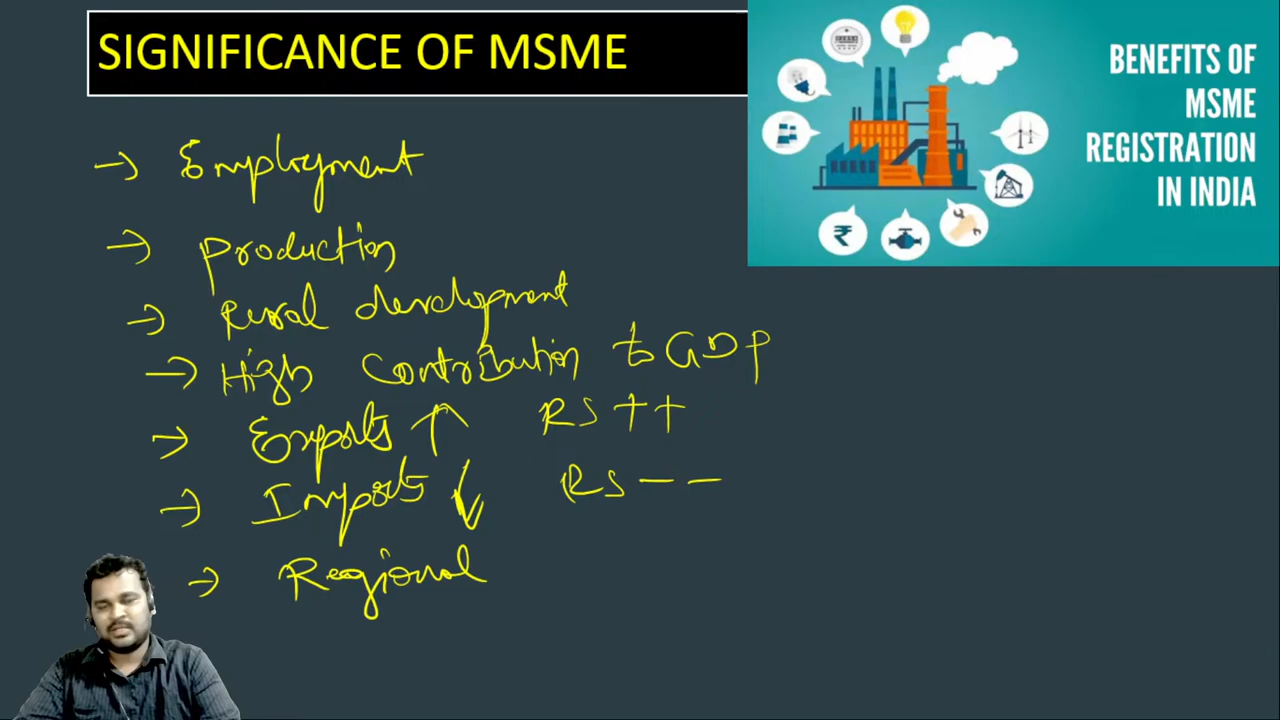 SIGNIFICANCE OF MSME
BENEFITS OF
MSME
REGISTRATION
IN INDIA
→ Employment
→ Production
→ Rural development
→ High Contribution to GDP
→ Exports ↑ RS ++
→ Imports ↓ RS --
→ Regional